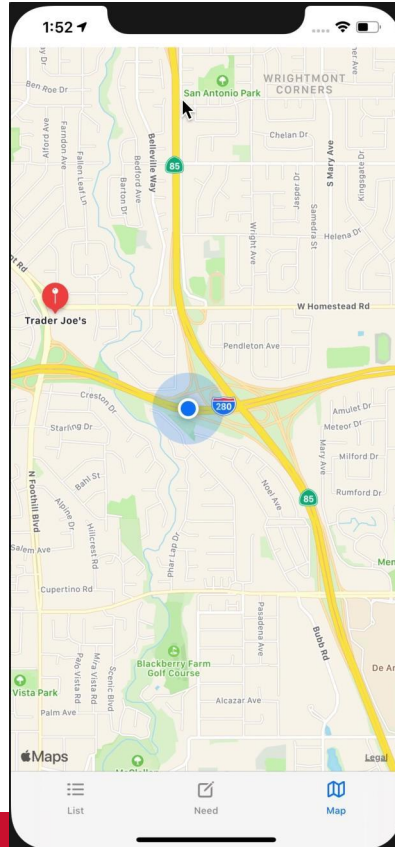 1:52
San Antonio Park
WRIGHTMONT
CORNERS
Ben Roe Dr
Alford Ave
Farndon Ave
Fallen Leaf Ln
Barton Dr
Bedford Ave
Belleville Way
85
Chelan Dr
Jasper Dr
Samedra St
S Mary Ave
Kingsgate Dr
Helena Dr
Wright Ave
Trader Joe's
W Homestead Rd
Pendleton Ave
Creston Dr
280
Starling Dr
Amulet Dr
Meteor Dr
Mary Ave
Milford Dr
Rumford Dr
85
Noel Ave
Bahl St
Alpine Dr
Hillcrest Rd
N Foothill Blvd
Salem Ave
Phar Lap Dr
Cupertino Rd
Pasadena Ave
Bubb Rd
Palo Vista Rd
Mira Vista Rd
Scenic Blvd
Blackberry Farm
Golf Course
Vista Park
Palm Ave
Alcazar Ave
Maps
Legal
List
Need
Map